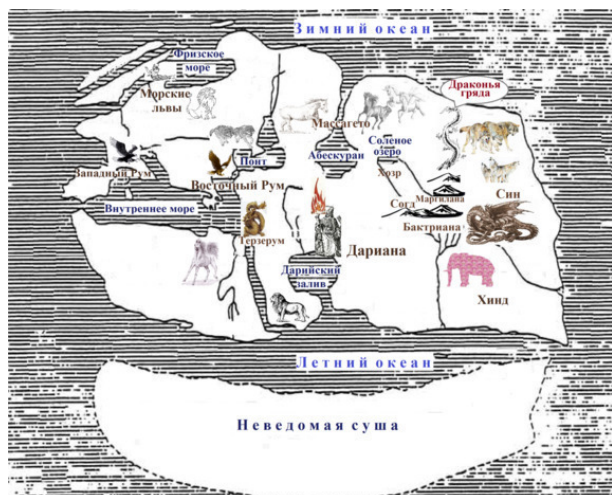 Зимний океан
Фризское
море
Морские
львы
Драконья
гряда
Массагето
Соленое
озеро
Понт
Абескуран
Хозр
Западный Рум
Восточный Рум
Син
Внутреннее море
Согд
Маргиана
Бактриана
Терзерум
Дариана
Дарийский
залив
Хинд
Летний океан
Неведомая суша